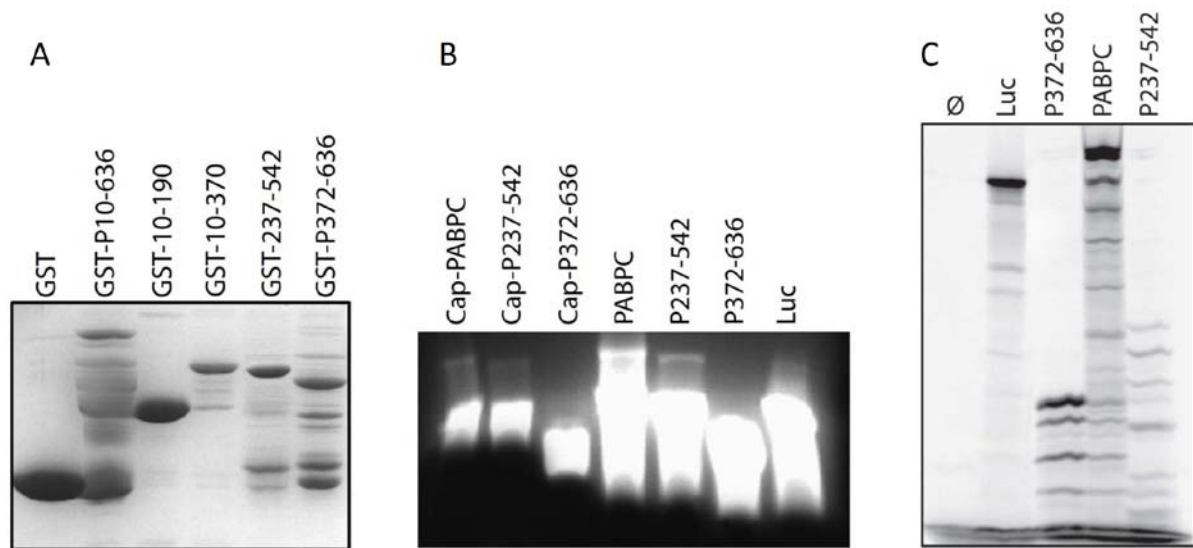 A
GST
GST-P10-636
GST-10-190
GST-10-370
GST-237-542
GST-P372-636
B
Cap-PABPC
Cap-P237-542
Cap-P372-636
PABPC
P237-542
P372-636
Luc
C
Ø
Luc
P372-636
PABPC
P237-542